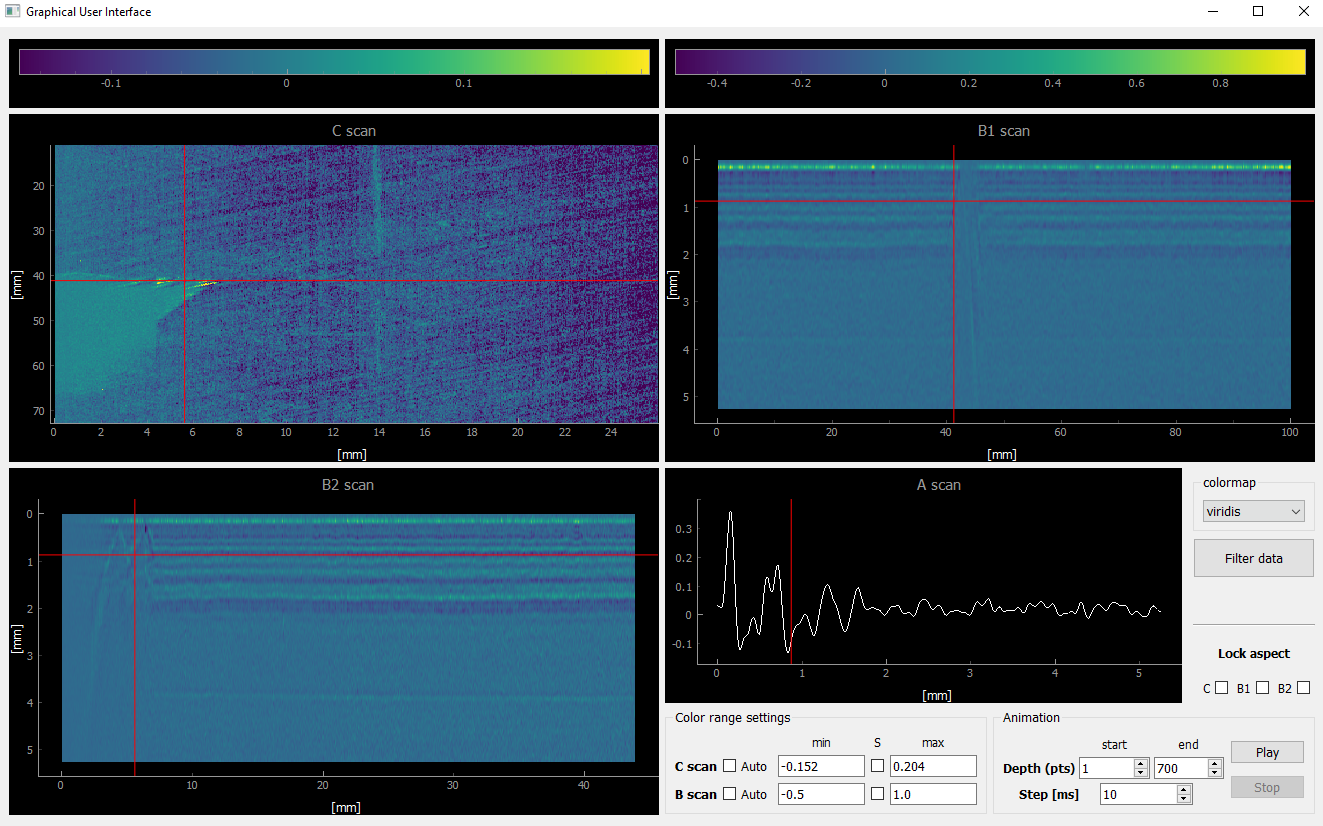 Graphical User Interface
-0.1 0 0.1
-0.4 -0.2 0 0.2 0.4 0.6 0.8
C scan
[mm]
20
30
40
50
60
70
0 2 4 6 8 10 12 14 16 18 20 22 24
[mm]
B1 scan
[mm]
0
1
2
3
4
5
0 20 40 60 80 100
[mm]
B2 scan
[mm]
0
1
2
3
4
5
0 10 20 30 40
[mm]
A scan
0.3
0.2
0.1
0
-0.1
0 1 2 3 4 5
[mm]
colormap
viridis
Filter data
Lock aspect
C B1 B2
Color range settings
min S max
C scan Auto -0.152 0.204
B scan Auto -0.5 1.0
Animation
start end
Depth (pts) 1 700
Step [ms] 10
Play
Stop